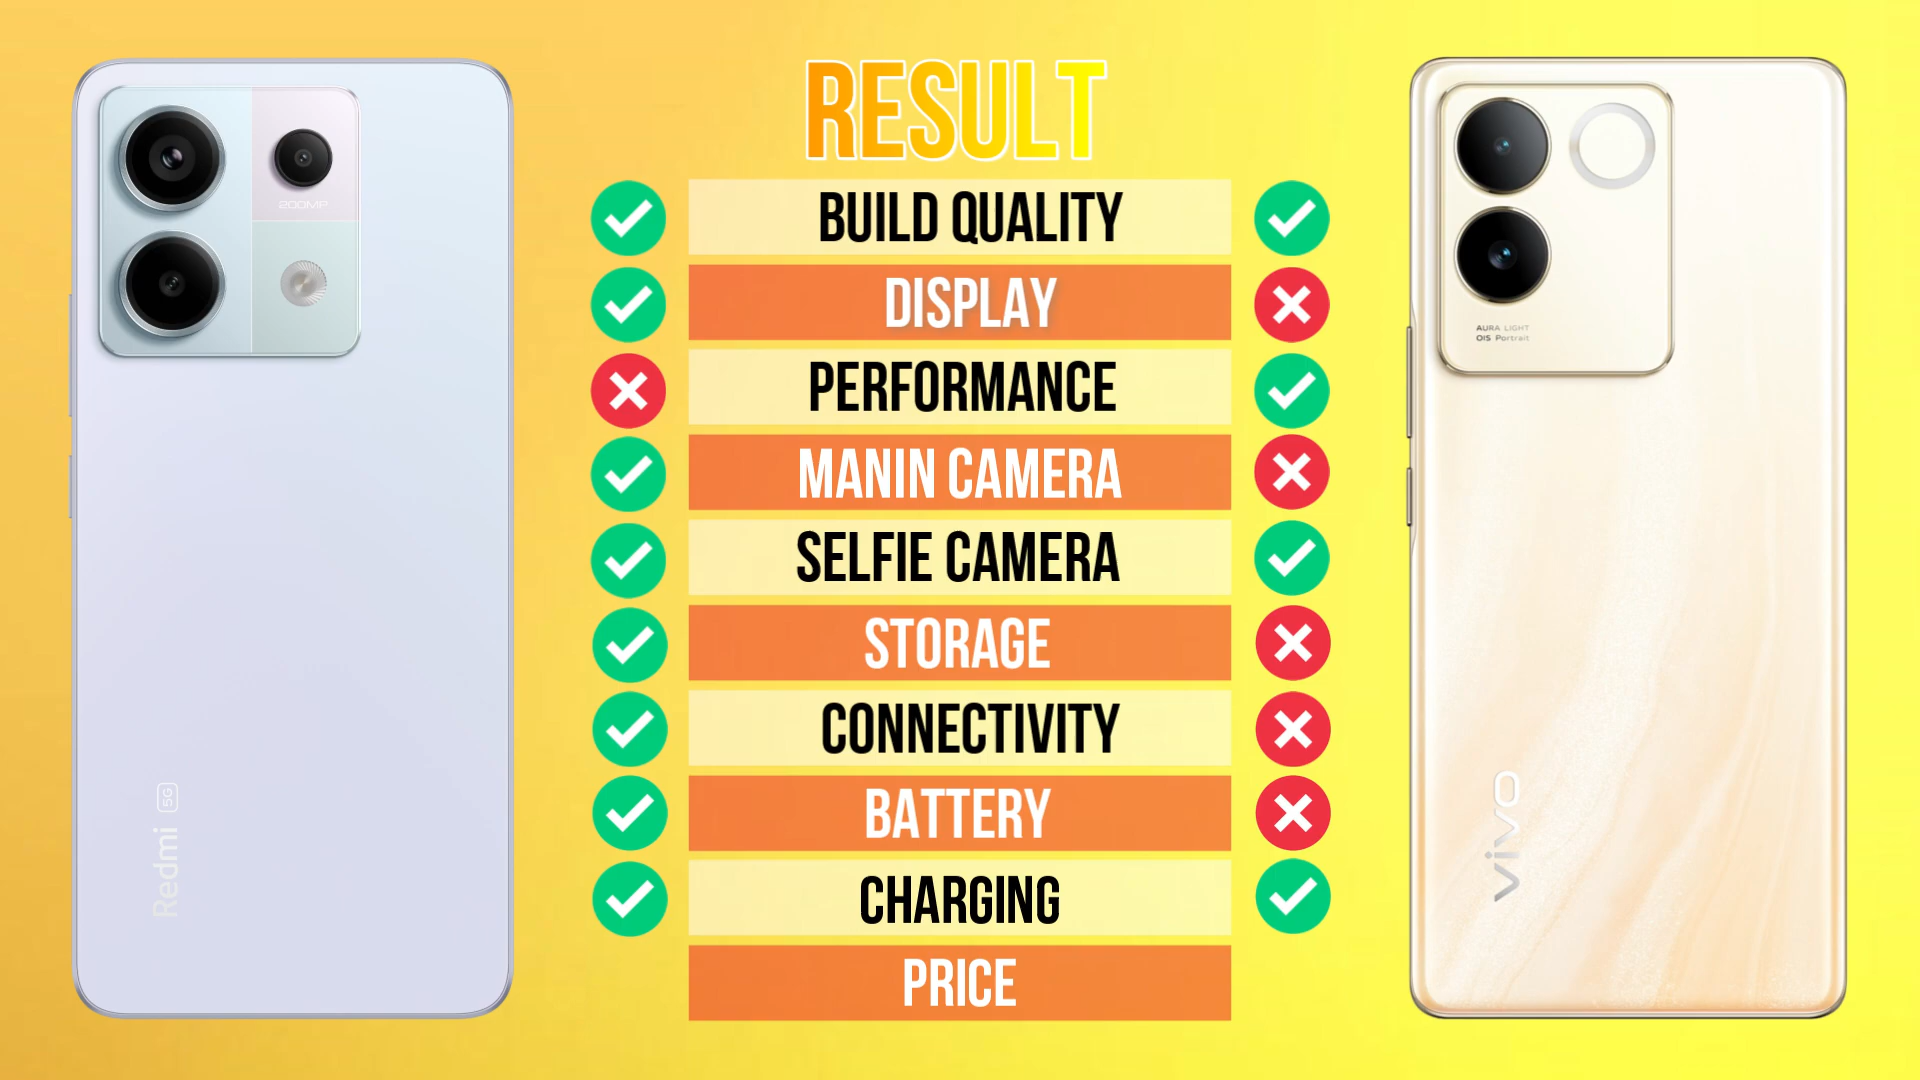 RESULT
BUILD QUALITY
DISPLAY
PERFORMANCE
MANIN CAMERA
SELFIE CAMERA
STORAGE
CONNECTIVITY
BATTERY
CHARGING
PRICE
200MP
Redmi 5G
AURA LIGHT
OIS Portrait
vivo